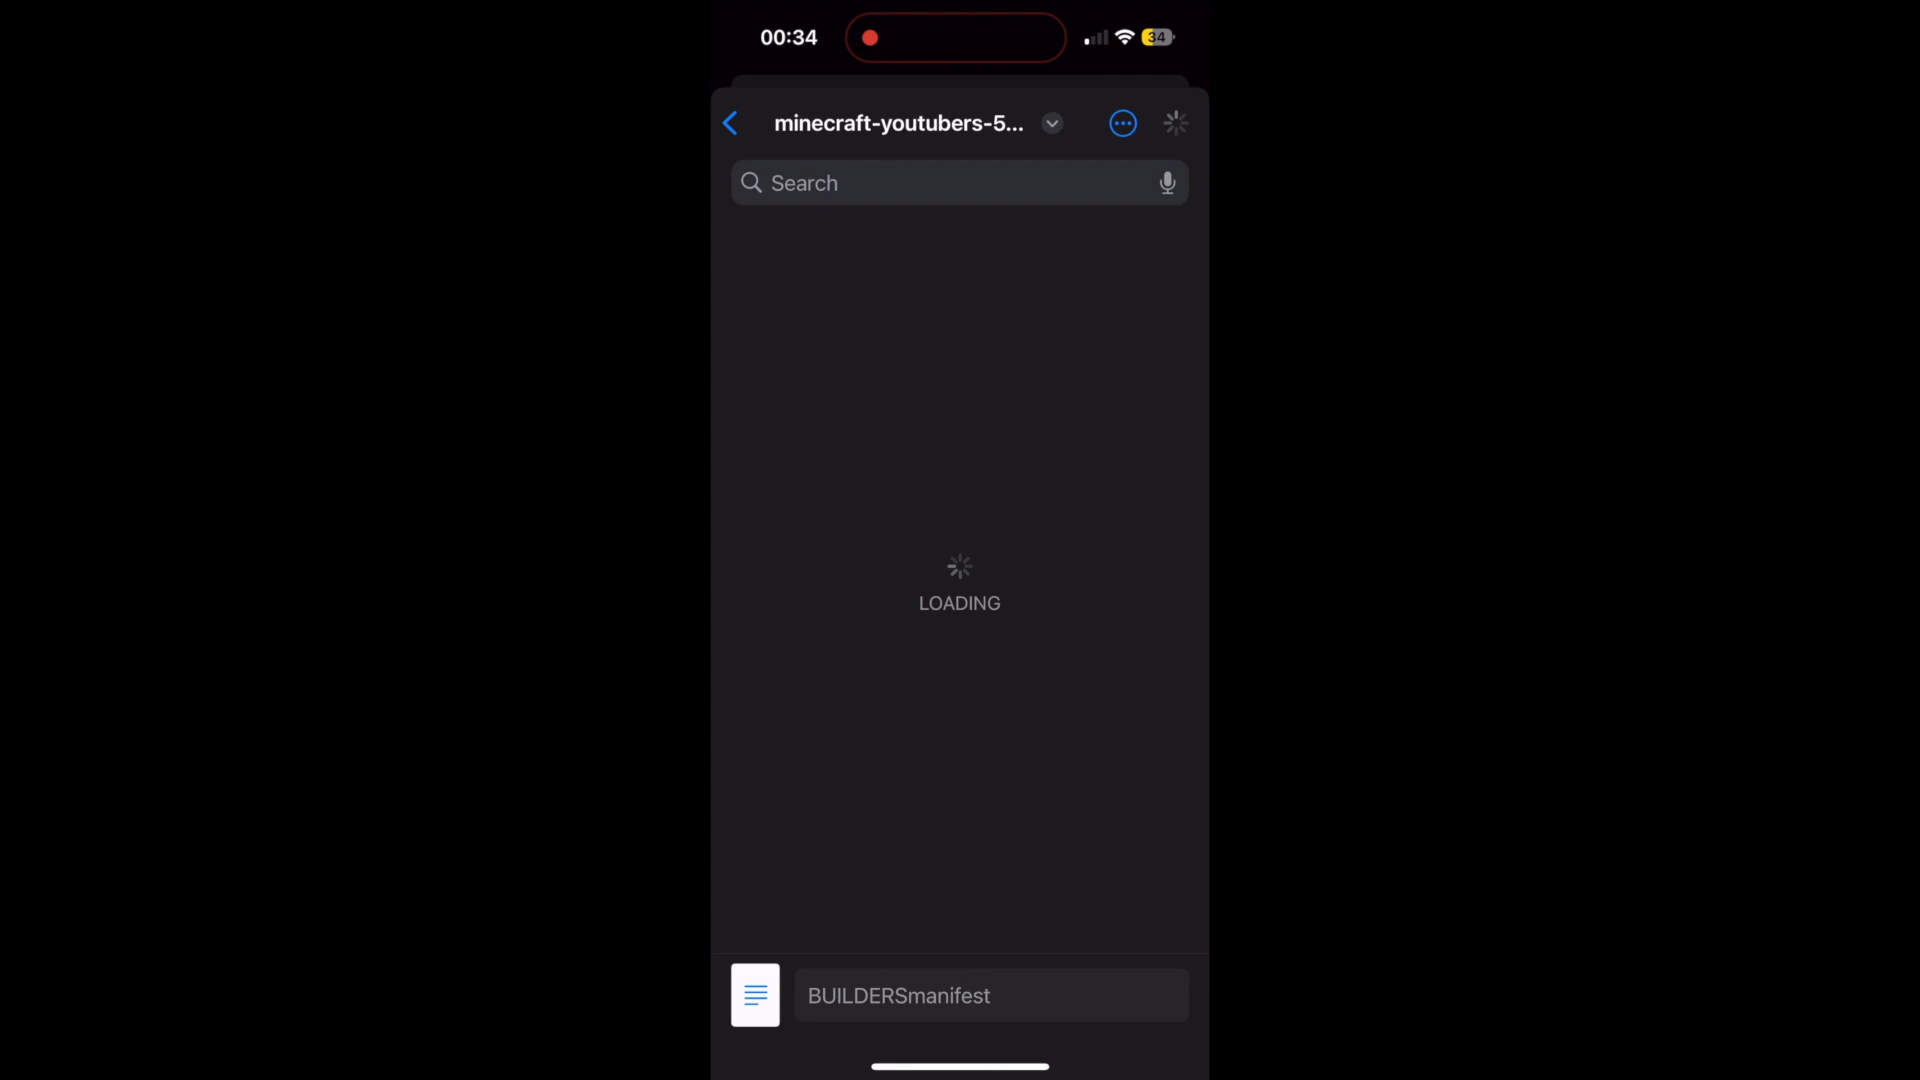 00:34
34
minecraft-youtubers-5...
Search
LOADING
BUILDERSmanifest